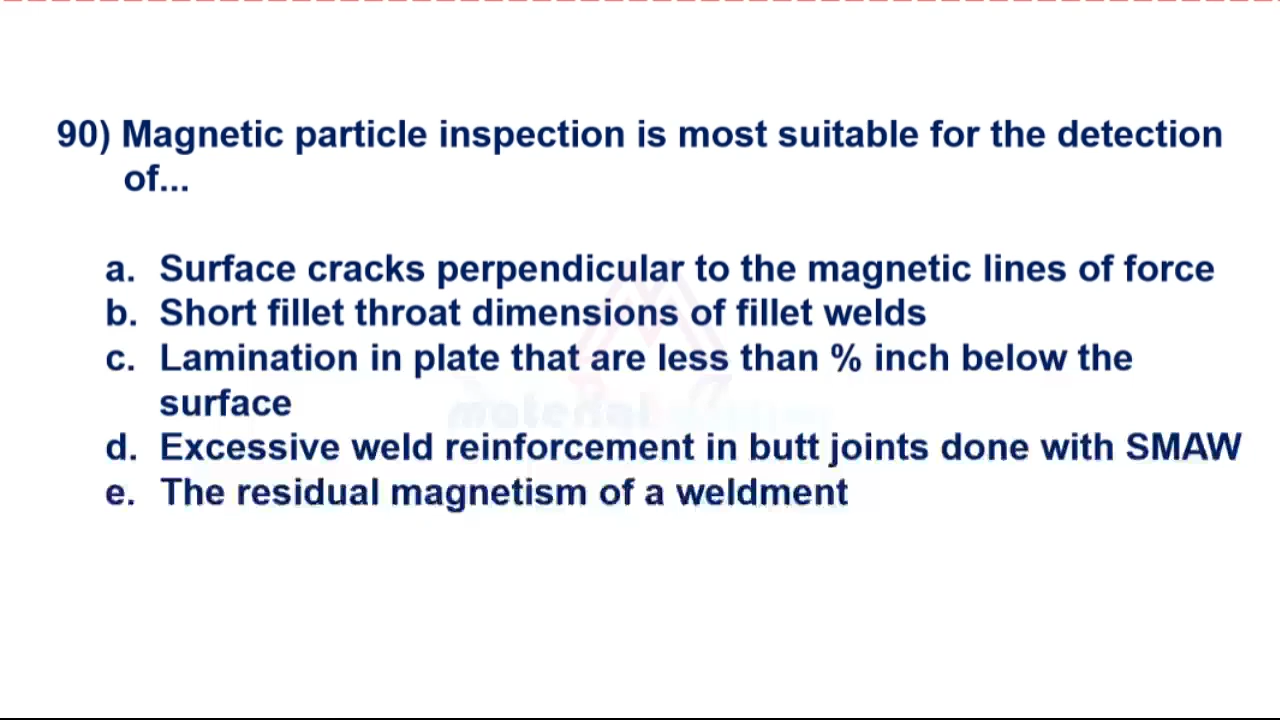 90) Magnetic particle inspection is most suitable for the detection
of...
a. Surface cracks perpendicular to the magnetic lines of force
b. Short fillet throat dimensions of fillet welds
c. Lamination in plate that are less than % inch below the
surface
d. Excessive weld reinforcement in butt joints done with SMAW
e. The residual magnetism of a weldment
material